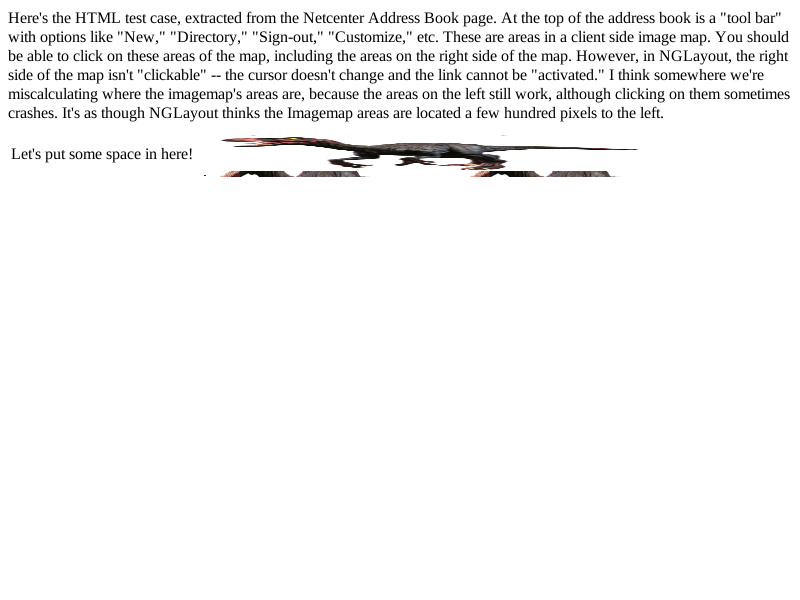 Here's the HTML test case, extracted from the Netcenter Address Book page. At the top of the address book is a "tool bar"
with options like "New," "Directory," "Sign-out," "Customize," etc. These are areas in a client side image map. You should
be able to click on these areas of the map, including the areas on the right side of the map. However, in NGLayout, the right
side of the map isn't "clickable" -- the cursor doesn't change and the link cannot be "activated." I think somewhere we're
miscalculating where the imagemap's areas are, because the areas on the left still work, although clicking on them sometimes
crashes. It's as though NGLayout thinks the Imagemap areas are located a few hundred pixels to the left.
Let's put some space in here!